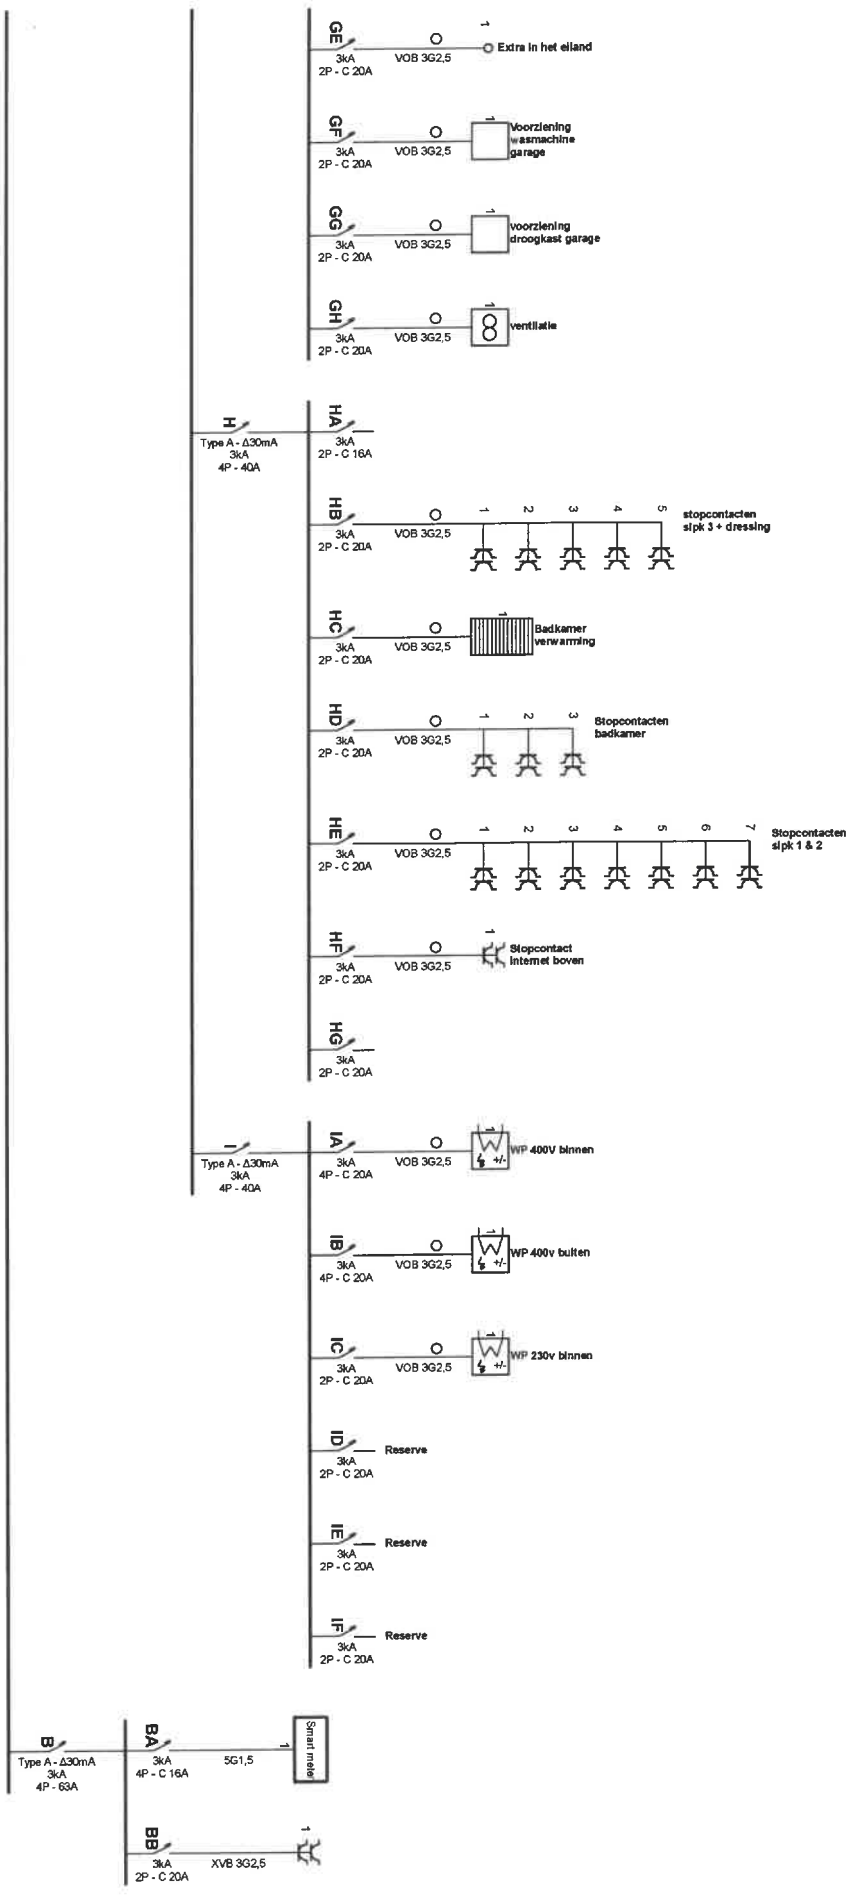 GE
3kA
2P - C 20A
VOB 3G2,5
1
Extra in het eiland
GF
3kA
2P - C 20A
VOB 3G2,5
1
Voorziening
wasmachine
garage
GG
3kA
2P - C 20A
VOB 3G2,5
1
voorziening
droogkast garage
GH
3kA
2P - C 20A
VOB 3G2,5
1
ventilatie
H
Type A - Δ30mA
3kA
4P - 40A
HA
3kA
2P - C 16A
HB
3kA
2P - C 20A
VOB 3G2,5
1 2 3 4 5
stopcontacten
slpk 3 + dressing
HC
3kA
2P - C 20A
VOB 3G2,5
1
Badkamer
verwarming
HD
3kA
2P - C 20A
VOB 3G2,5
1 2 3
Stopcontacten
badkamer
HE
3kA
2P - C 20A
VOB 3G2,5
1 2 3 4 5 6 7
Stopcontacten
slpk 1 & 2
HF
3kA
2P - C 20A
VOB 3G2,5
1
Stopcontact
internet boven
HG
3kA
2P - C 20A
I
Type A - Δ30mA
3kA
4P - 40A
IA
3kA
4P - C 20A
VOB 3G2,5
1
+/-
WP 400V binnen
IB
3kA
4P - C 20A
VOB 3G2,5
1
+/-
WP 400v buiten
IC
3kA
2P - C 20A
VOB 3G2,5
1
+/-
WP 230v binnen
ID
3kA
2P - C 20A
Reserve
IE
3kA
2P - C 20A
Reserve
IF
3kA
2P - C 20A
Reserve
B
Type A - Δ30mA
3kA
4P - 63A
BA
3kA
4P - C 16A
5G1,5
1
Smart meter
BB
3kA
2P - C 20A
XVB 3G2,5
1